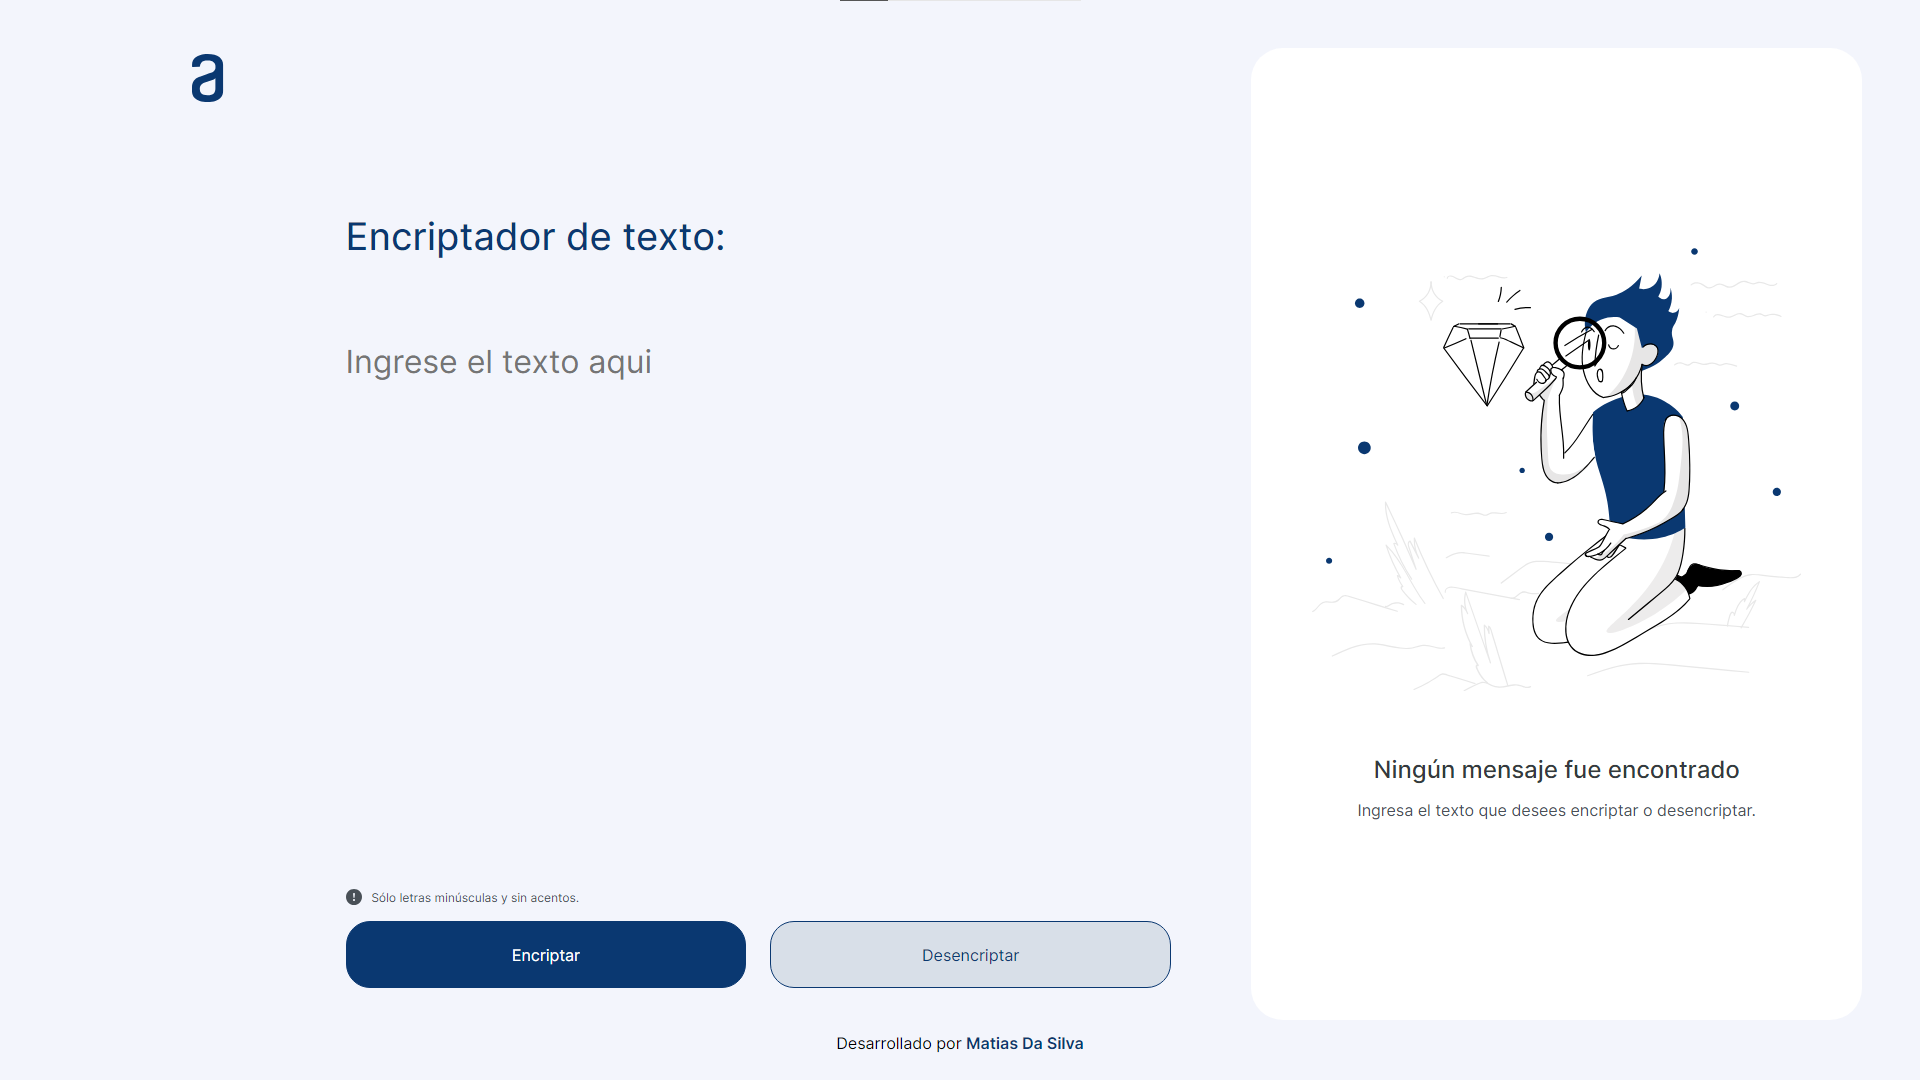 a
Encriptador de texto:
Ingrese el texto aqui
Sólo letras minúsculas y sin acentos.
Encriptar
Desencriptar
Ningún mensaje fue encontrado
Ingresa el texto que desees encriptar o desencriptar.
Desarrollado por Matias Da Silva